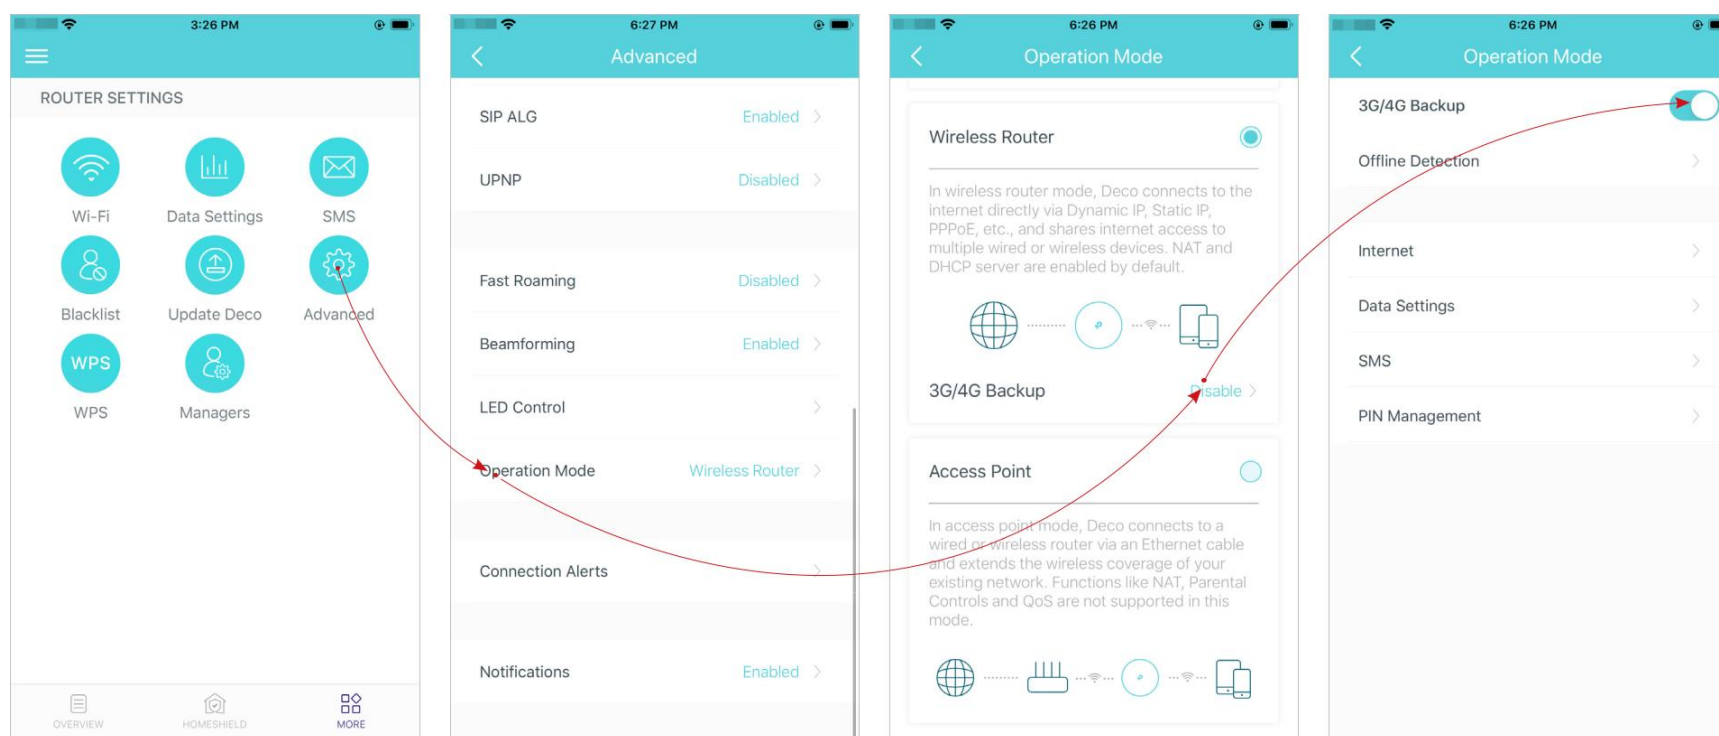 3:26 PM
ROUTER SETTINGS
Wi-Fi
Data Settings
SMS
Blacklist
Update Deco
Advanced
WPS
WPS
Managers
OVERVIEW
HOMESHIELD
MORE
6:27 PM
Advanced
SIP ALG
Enabled
UPNP
Disabled
Fast Roaming
Disabled
Beamforming
Enabled
LED Control
Operation Mode
Wireless Router
Connection Alerts
Notifications
Enabled
6:26 PM
Operation Mode
Wireless Router
In wireless router mode, Deco connects to the
internet directly via Dynamic IP, Static IP,
PPPoE, etc., and shares internet access to
multiple wired or wireless devices. NAT and
DHCP server are enabled by default.
3G/4G Backup
Disable
Access Point
In access point mode, Deco connects to a
wired or wireless router via an Ethernet cable
and extends the wireless coverage of your
existing network. Functions like NAT, Parental
Controls and QoS are not supported in this
mode.
6:26 PM
Operation Mode
3G/4G Backup
Offline Detection
Internet
Data Settings
SMS
PIN Management